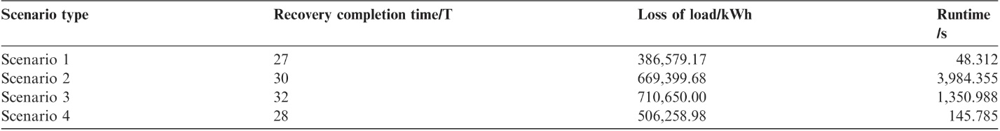 Scenario type Recovery completion time/T Loss of load/kWh Runtime
/s
Scenario 1 27 386,579.17 48.312
Scenario 2 30 669,399.68 3,984.355
Scenario 3 32 710,650.00 1,350.988
Scenario 4 28 506,258.98 145.785